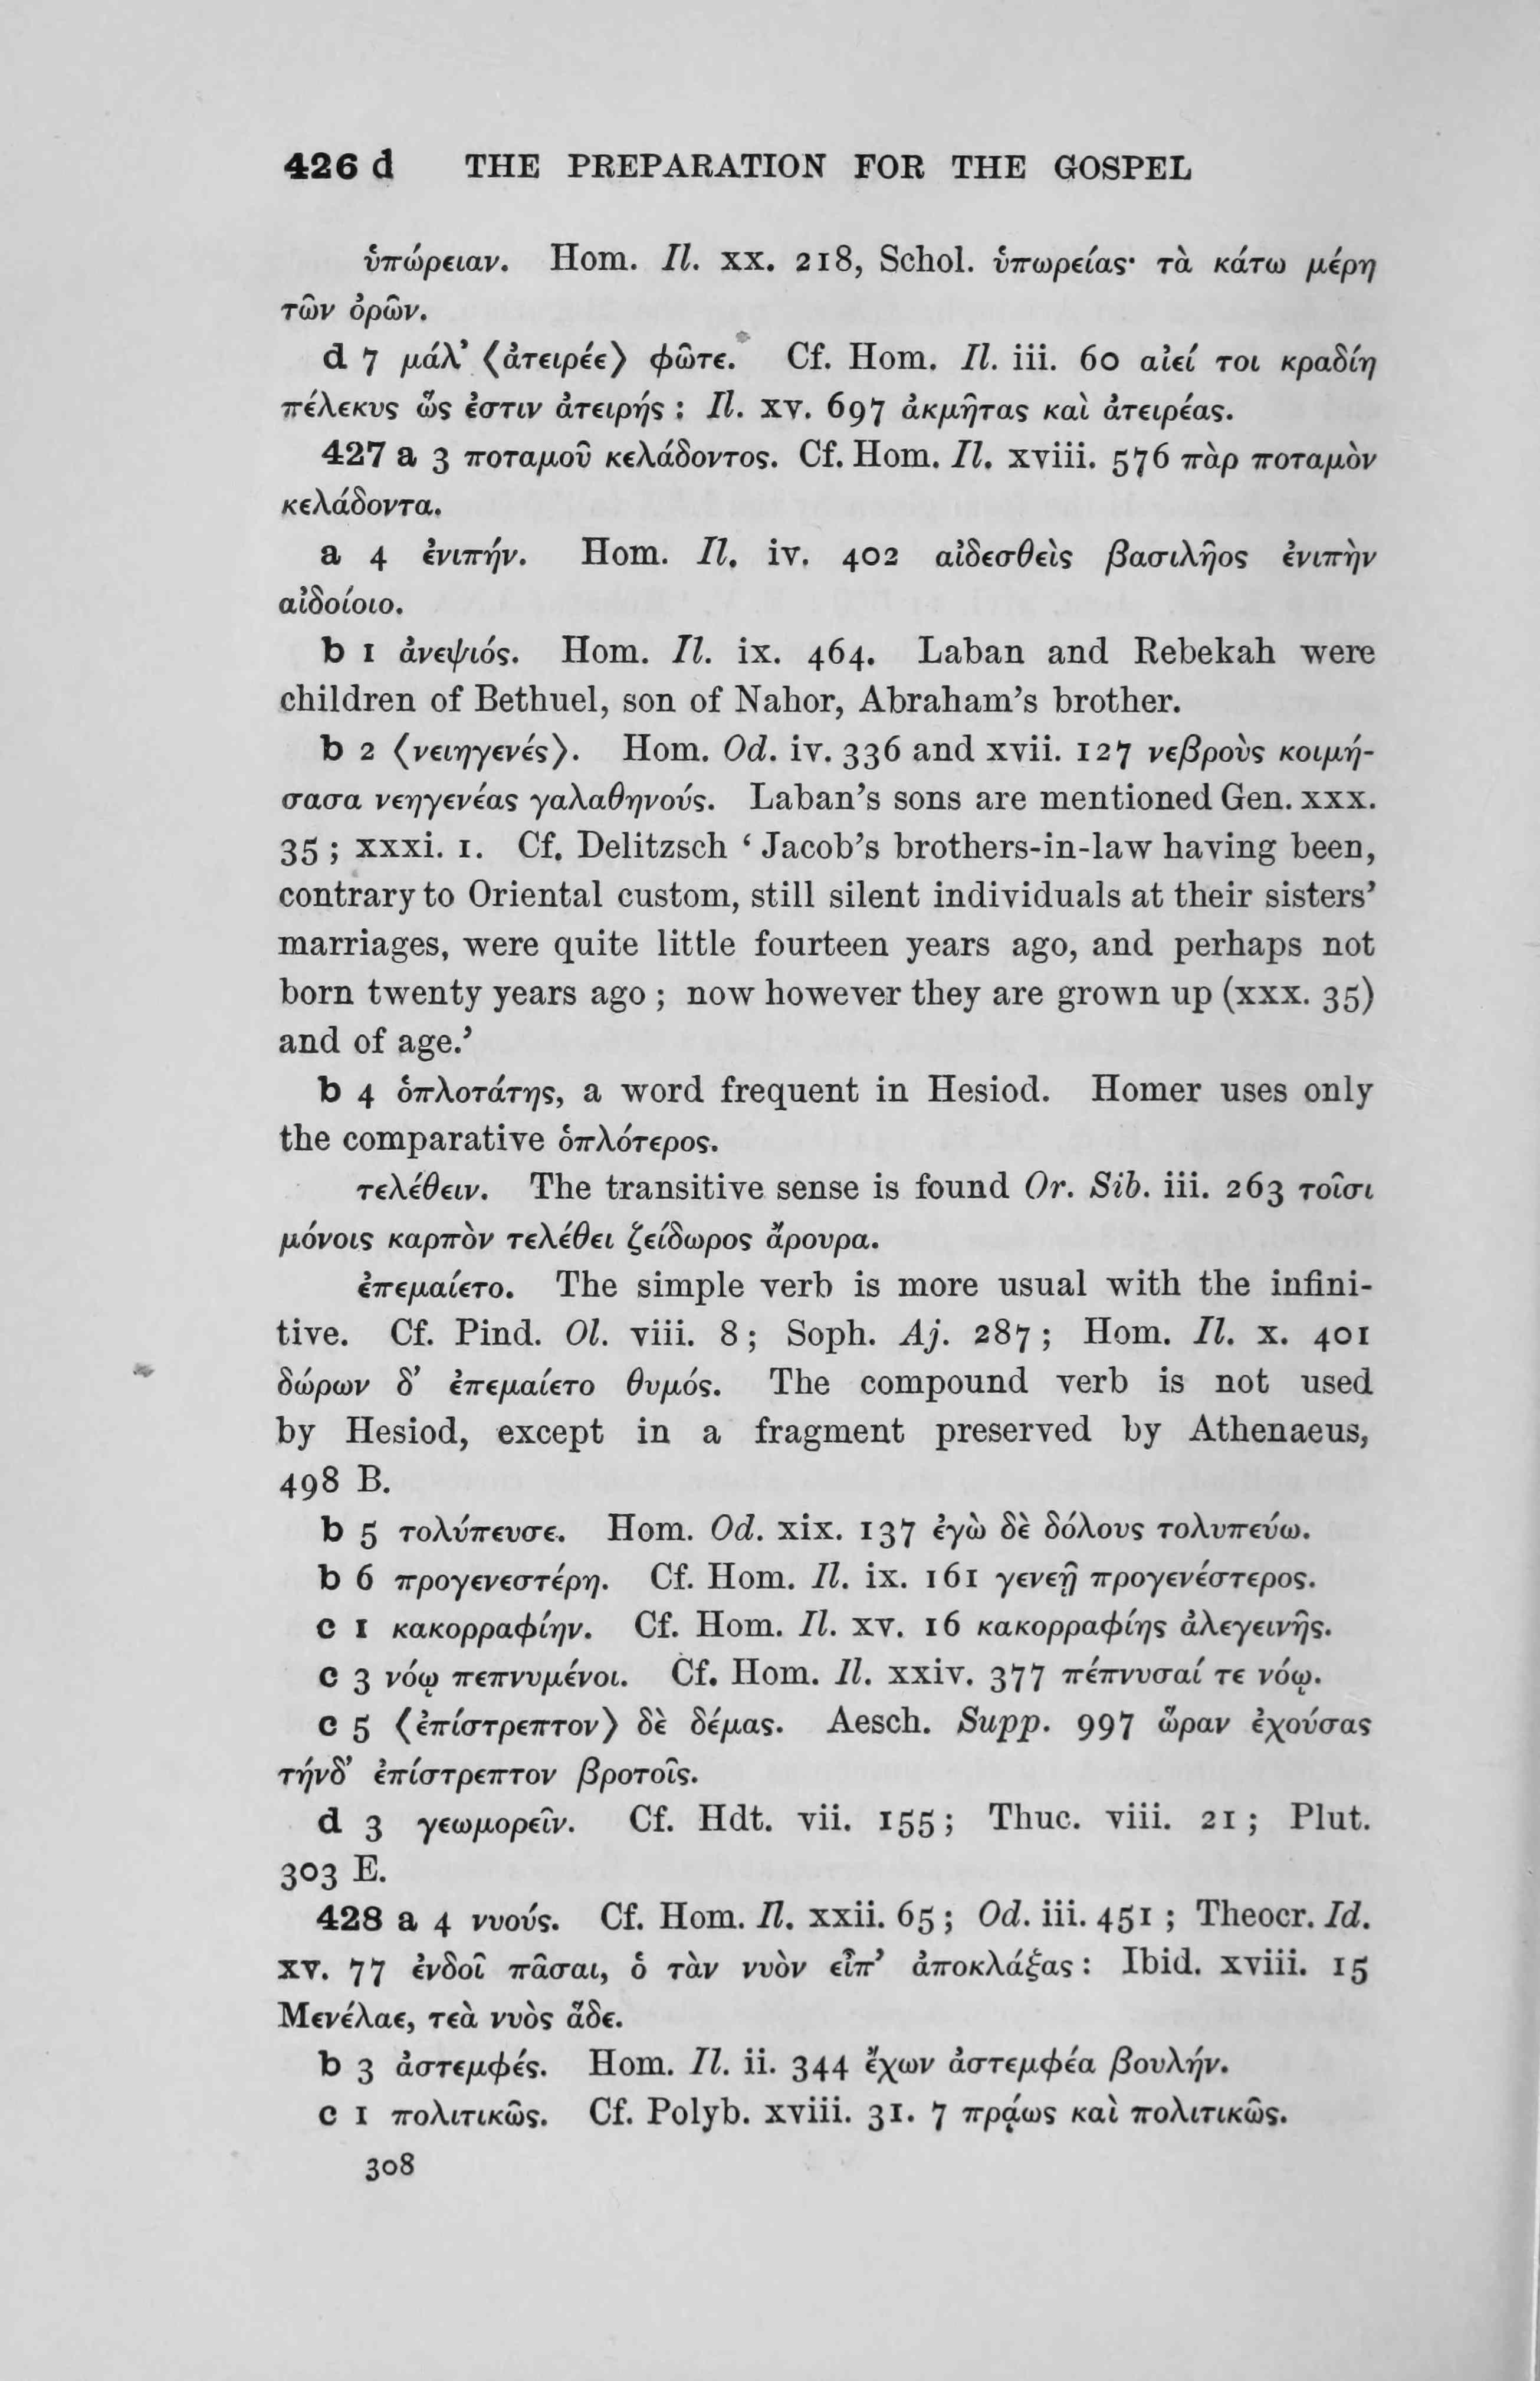 426 d THE PREPARATION FOR THE GOSPEL
ὑπώρειαν. Hom. Il. xx. 218, Schol. ὑπωρείας· τὰ κάτω μέρη
τῶν ὀρῶν.
d 7 μάλ’ ⟨ἀτειρέε⟩ φῶτε. Cf. Hom. Il. iii. 60 αἰεί τοι κραδίη
πέλεκυς ὥς ἐστιν ἀτειρής : Il. xv. 697 ἀκμῆτας καὶ ἀτειρέας.
427 a 3 ποταμοῦ κελάδοντος. Cf. Hom. Il. xviii. 576 πὰρ ποταμὸν
κελάδοντα.
a 4 ἐνιπήν. Hom. Il. iv. 402 αἰδεσθεὶς βασιλῆος ἐνιπὴν
αἰδοίοιο.
b 1 ἀνεψιός. Hom. Il. ix. 464. Laban and Rebekah were
children of Bethuel, son of Nahor, Abraham’s brother.
b 2 ⟨νειηγενές⟩. Hom. Od. iv. 336 and xvii. 127 νεβροὺς κοιμή-
σασα νεηγενέας γαλαθηνούς. Laban’s sons are mentioned Gen. xxx.
35 ; xxxi. 1. Cf. Delitzsch ‘ Jacob’s brothers-in-law having been,
contrary to Oriental custom, still silent individuals at their sisters’
marriages, were quite little fourteen years ago, and perhaps not
born twenty years ago ; now however they are grown up (xxx. 35)
and of age.’
b 4 ὁπλοτάτης, a word frequent in Hesiod. Homer uses only
the comparative ὁπλότερος.
τελέθειν. The transitive sense is found Or. Sib. iii. 263 τοῖσι
μόνοις καρπὸν τελέθει ζείδωρος ἄρουρα.
ἐπεμαίετο. The simple verb is more usual with the infini-
tive. Cf. Pind. Ol. viii. 8 ; Soph. Aj. 287 ; Hom. Il. x. 401
δώρων δ’ ἐπεμαίετο θυμός. The compound verb is not used
by Hesiod, except in a fragment preserved by Athenaeus,
498 B.
b 5 τολύπευσε. Hom. Od. xix. 137 ἐγὼ δὲ δόλους τολυπεύω.
b 6 προγενεστέρη. Cf. Hom. Il. ix. 161 γενεῇ προγενέστερος.
c 1 κακορραφίην. Cf. Hom. Il. xv. 16 κακορραφίης ἀλεγεινῆς.
c 3 νόῳ πεπνυμένοι. Cf. Hom. Il. xxiv. 377 πέπνυσαί τε νόῳ.
c 5 ⟨ἐπίστρεπτον⟩ δὲ δέμας. Aesch. Supp. 997 ὥραν ἐχούσας
τήνδ’ ἐπίστρεπτον βροτοῖς.
d 3 γεωμορεῖν. Cf. Hdt. vii. 155 ; Thuc. viii. 21 ; Plut.
303 E.
428 a 4 νυούς. Cf. Hom. Il. xxii. 65 ; Od. iii. 451 ; Theocr. Id.
xv. 77 ἐνδοῖ πᾶσαι, ὁ τὰν νυὸν εἶπ’ ἀποκλάξας : Ibid. xviii. 15
Μενέλαε, τεὰ νυὸς ἅδε.
b 3 ἀστεμφές. Hom. Il. ii. 344 ἔχων ἀστεμφέα βουλήν.
c 1 πολιτικῶς. Cf. Polyb. xviii. 31. 7 πρᾴως καὶ πολιτικῶς.
308